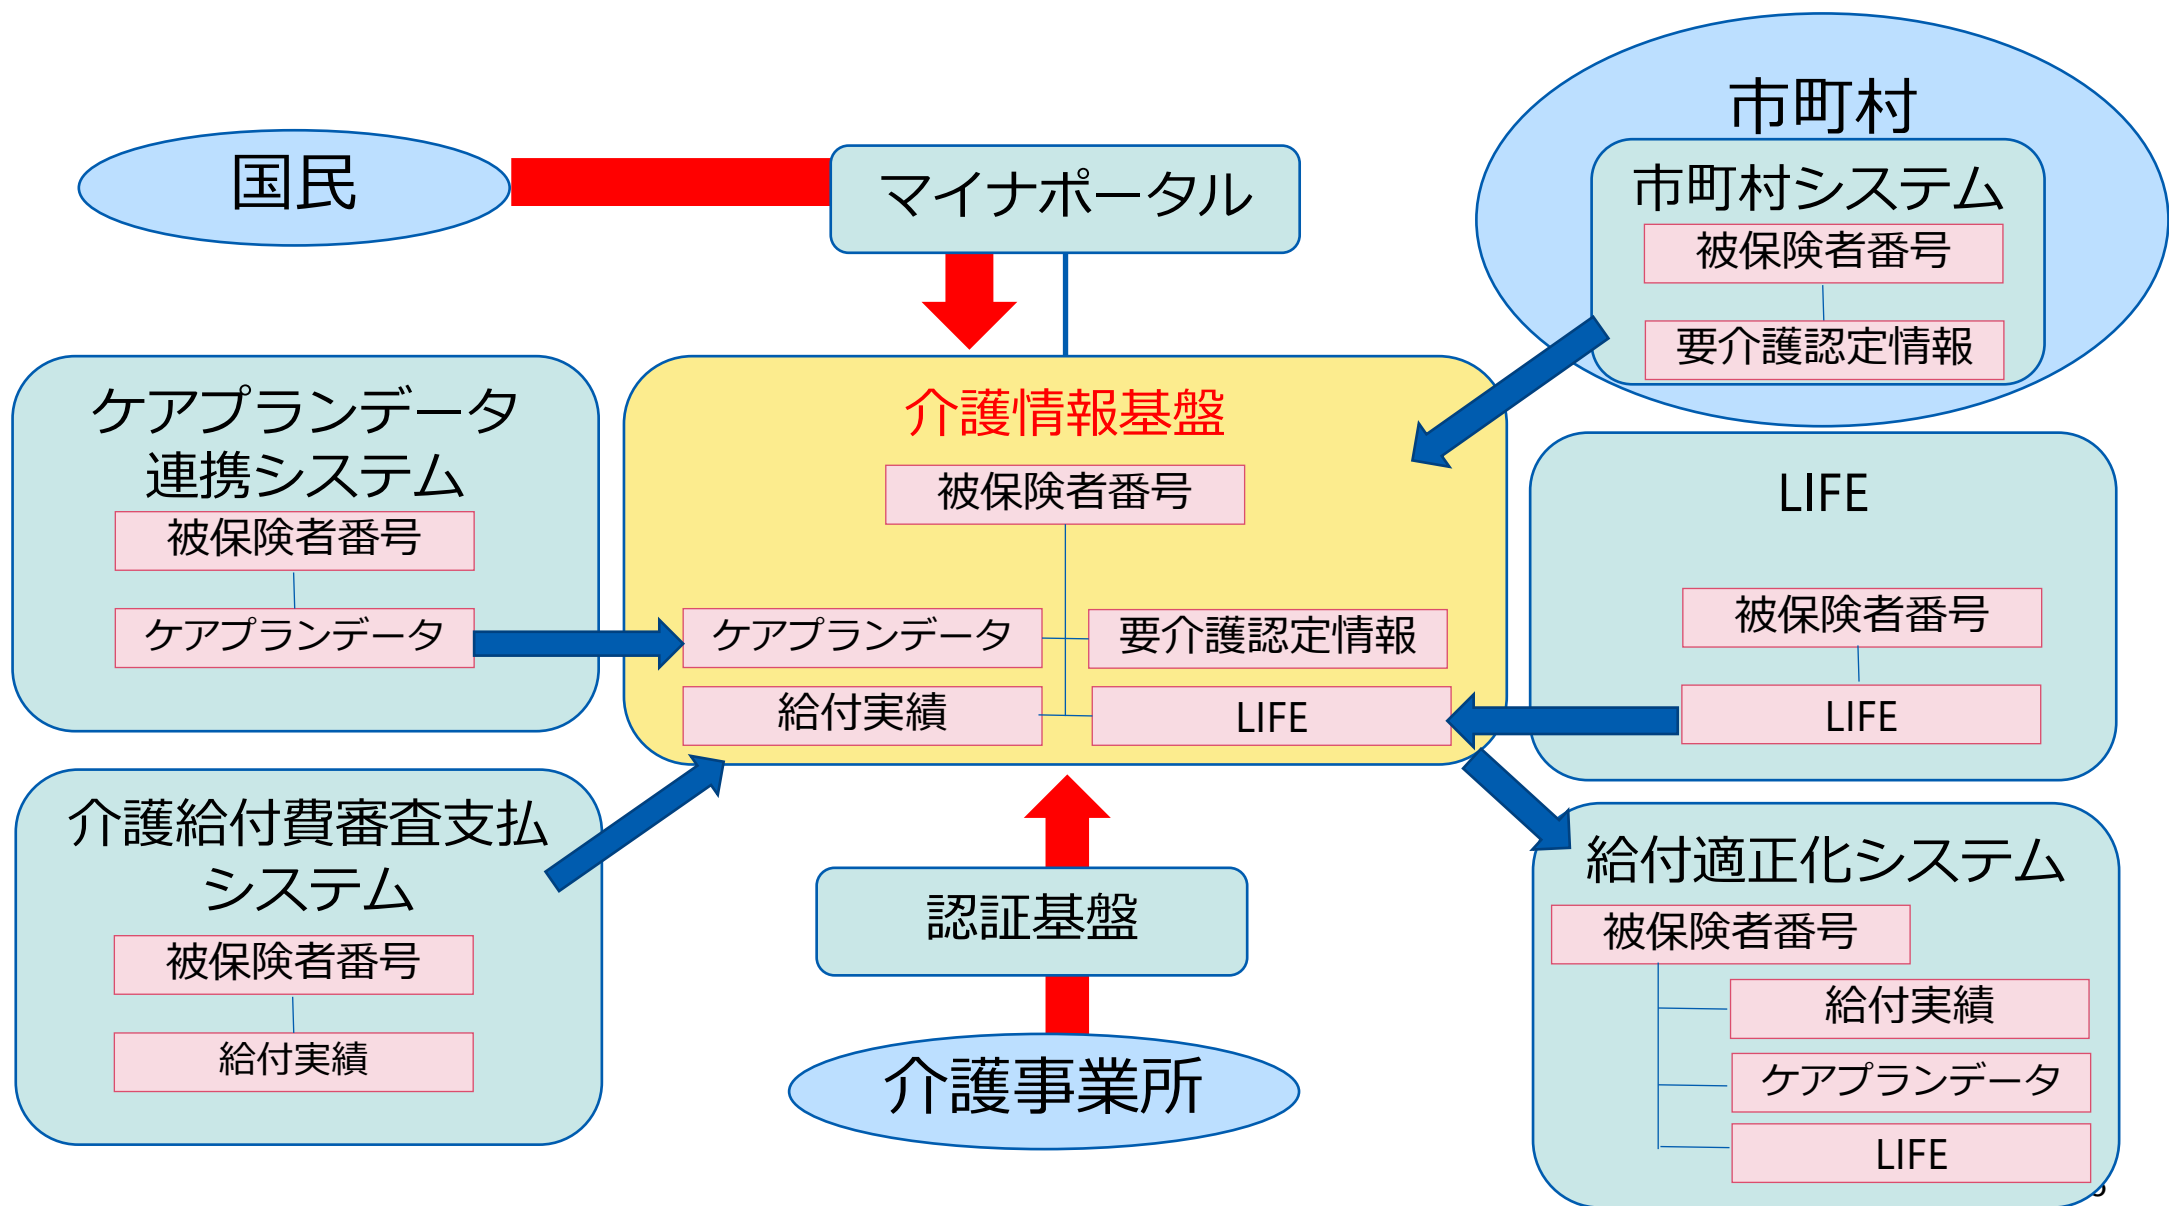 国民
マイナポータル
市町村
市町村システム
被保険者番号
要介護認定情報
ケアプランデータ
連携システム
被保険者番号
ケアプランデータ
介護情報基盤
被保険者番号
ケアプランデータ
要介護認定情報
給付実績
LIFE
LIFE
被保険者番号
LIFE
介護給付費審査支払
システム
被保険者番号
給付実績
認証基盤
介護事業所
給付適正化システム
被保険者番号
給付実績
ケアプランデータ
LIFE